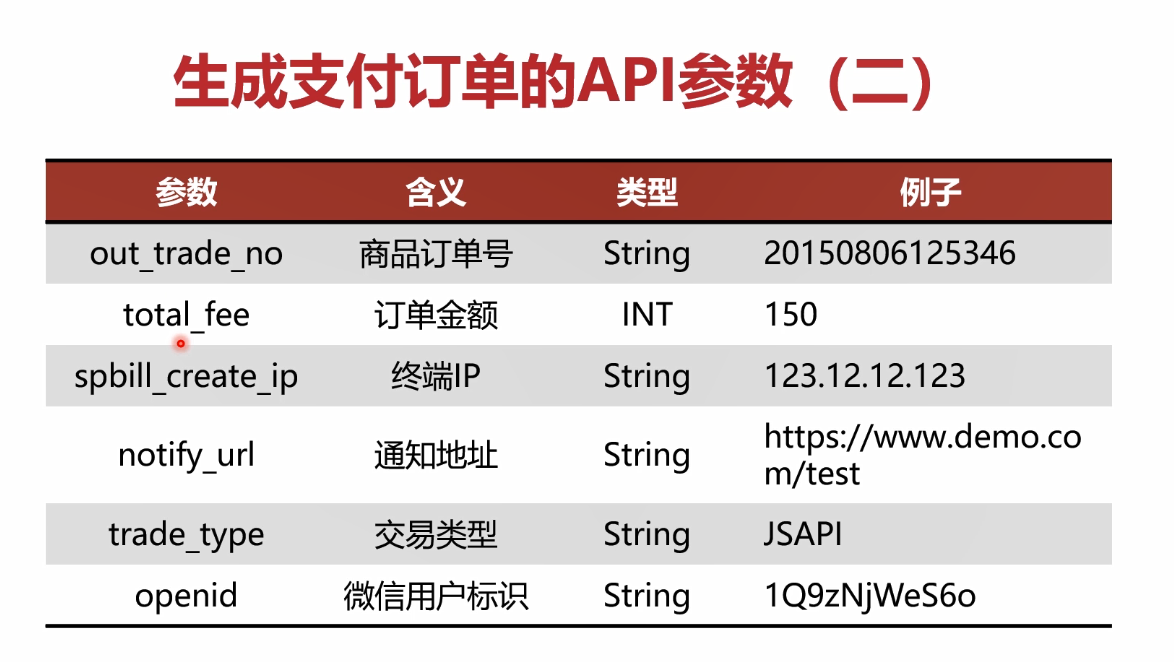 生成支付订单的API参数（二）
参数 含义 类型 例子
out_trade_no 商品订单号 String 20150806125346
total_fee 订单金额 INT 150
spbill_create_ip 终端IP String 123.12.12.123
notify_url 通知地址 String https://www.demo.co
m/test
trade_type 交易类型 String JSAPI
openid 微信用户标识 String 1Q9zNjWeS6o